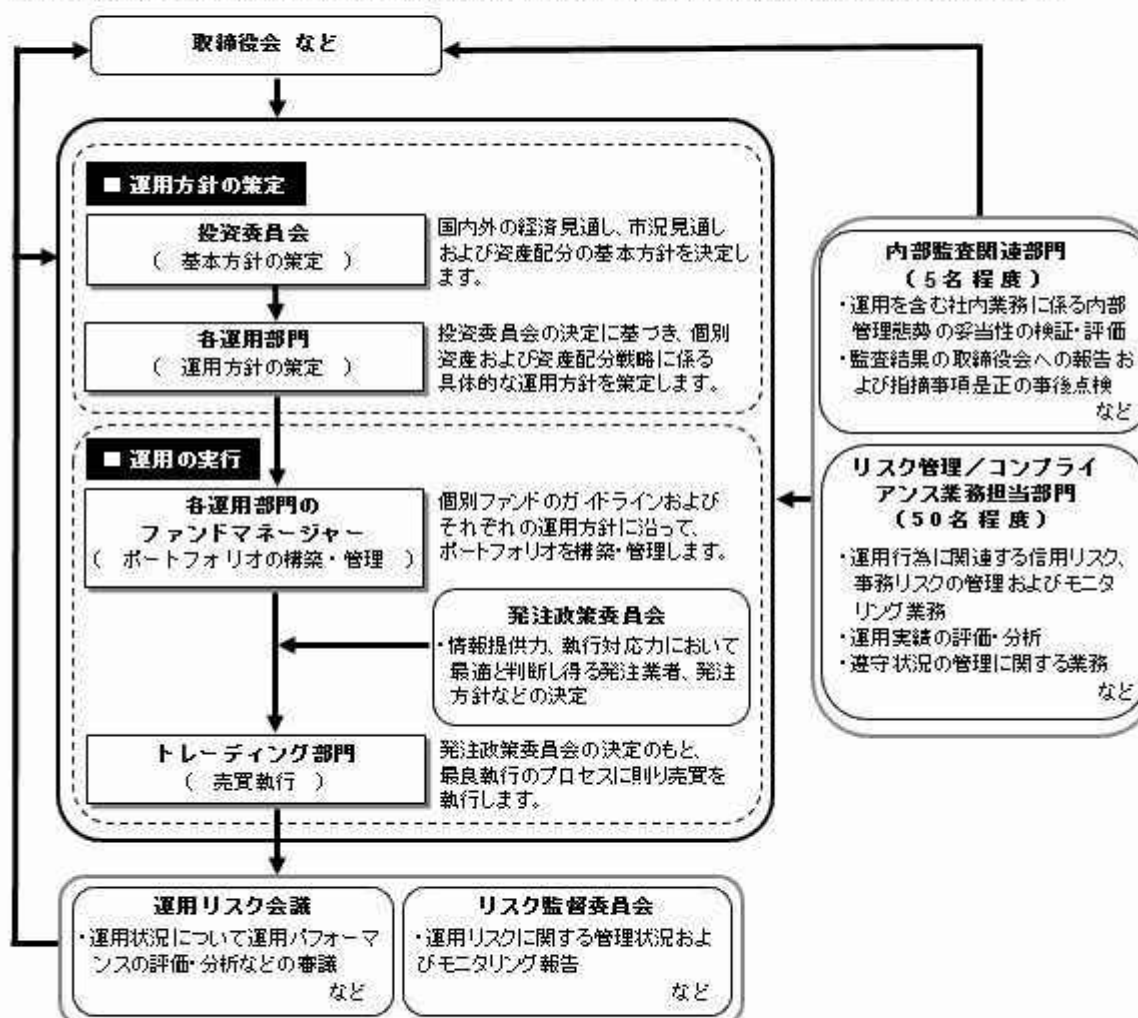 取締役会 など
■ 運用方針の策定
投資委員会
( 基本方針の策定 )
国内外の経済見通し、市況見通し
および資産配分の基本方針を決定し
ます。
各運用部門
( 運用方針の策定 )
投資委員会の決定に基づき、個別
資産および資産配分戦略に係る
具体的な運用方針を策定します。
■ 運用の実行
各運用部門の
ファンドマネージャー
( ポートフォリオの構築・管理 )
個別ファンドのガイドラインおよび
それぞれの運用方針に沿って、
ポートフォリオを構築・管理します。
発注政策委員会
・情報提供力、執行対応力において
最適と判断し得る発注業者、発注
方針などの決定
トレーディング部門
( 売買執行 )
発注政策委員会の決定のもと、
最良執行のプロセスに則り売買を
執行します。
内部監査関連部門
(5名程度)
・運用を含む社内業務に係る内部
管理態勢の妥当性の検証・評価
・監査結果の取締役会への報告お
よび指摘事項是正の事後点検
など
リスク管理/コンプライ
アンス業務担当部門
(50名程度)
・運用行為に関連する信用リスク、
事務リスクの管理およびモニタ
リング業務
・運用実績の評価・分析
・遵守状況の管理に関する業務
など
運用リスク会議
・運用状況について運用パフォーマ
ンスの評価・分析などの審議
など
リスク監督委員会
・運用リスクに関する管理状況およ
びモニタリング報告
など